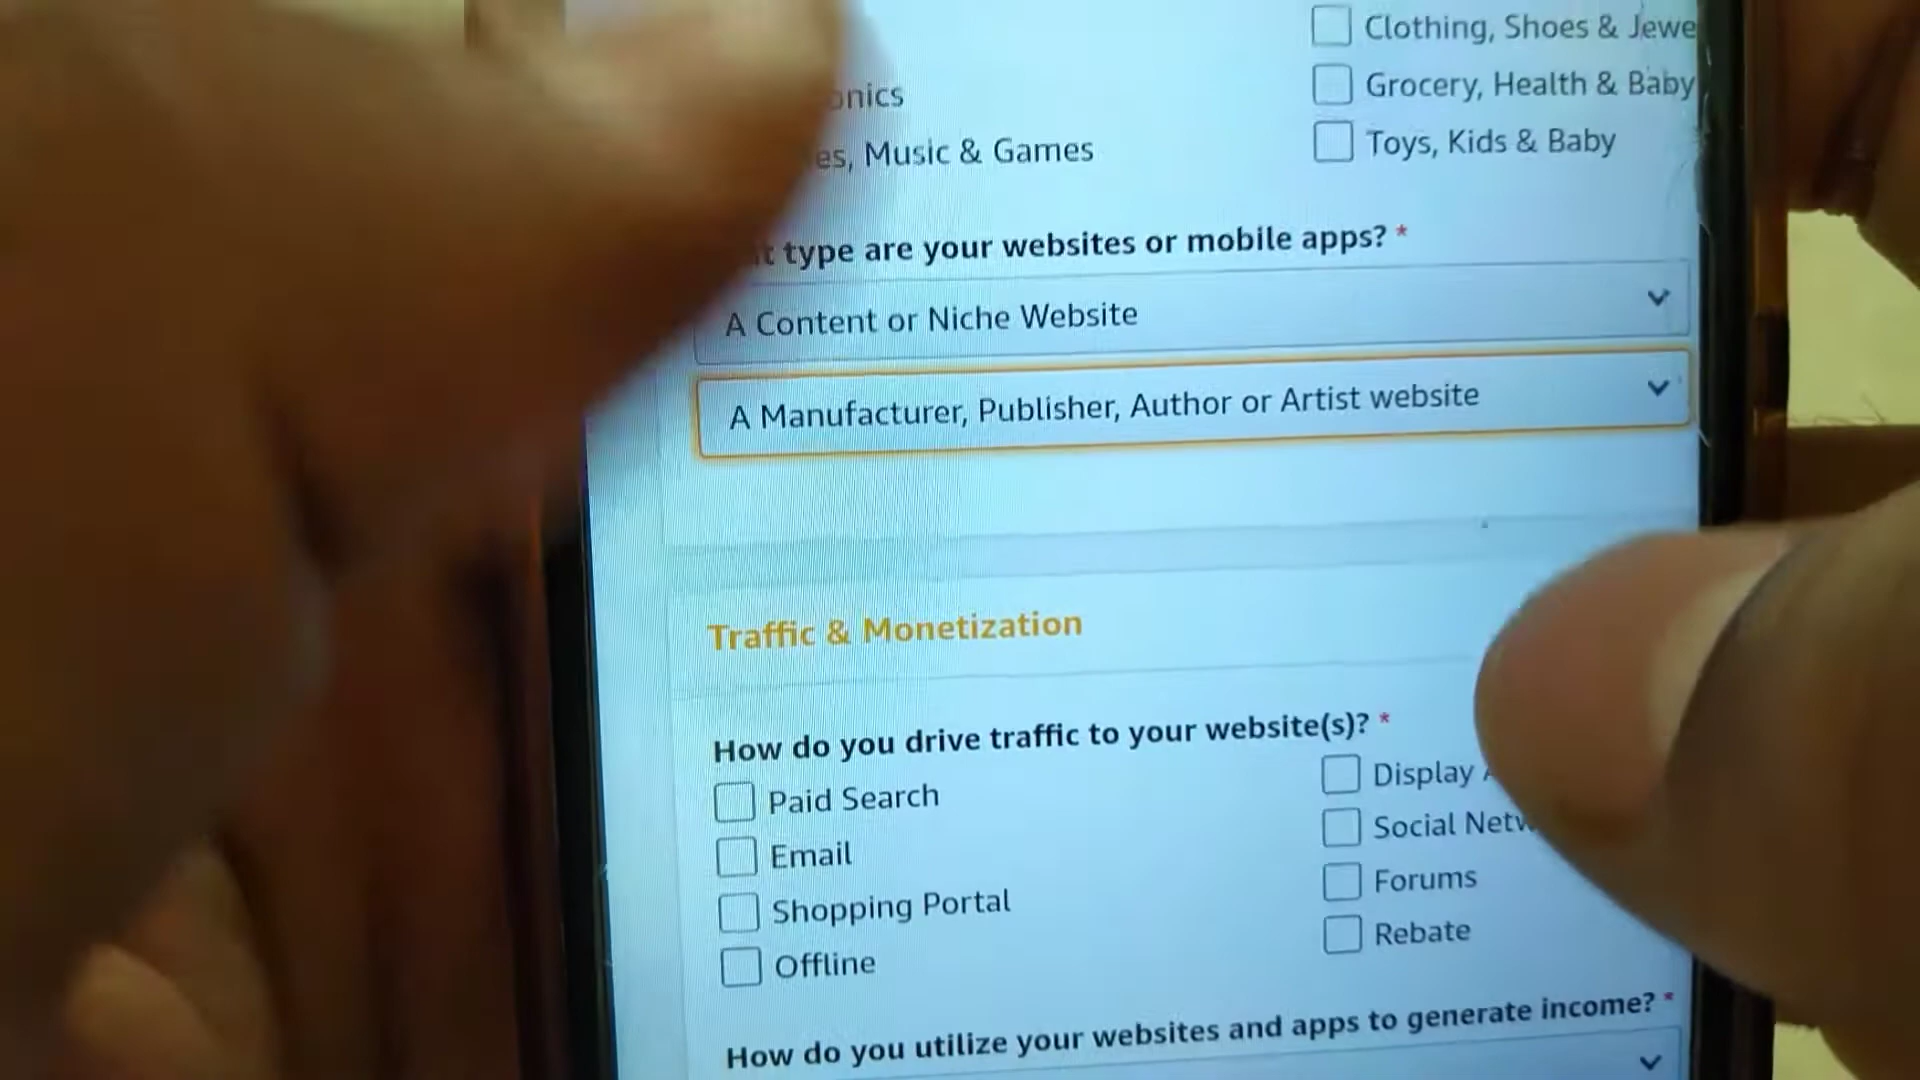 Clothing, Shoes & Jewe
Grocery, Health & Baby
Toys, Kids & Baby
onics
es, Music & Games
t type are your websites or mobile apps? *
A Content or Niche Website
A Manufacturer, Publisher, Author or Artist website
Traffic & Monetization
How do you drive traffic to your website(s)? *
Paid Search
Email
Shopping Portal
Offline
Display
Social Netw
Forums
Rebate
How do you utilize your websites and apps to generate income? *